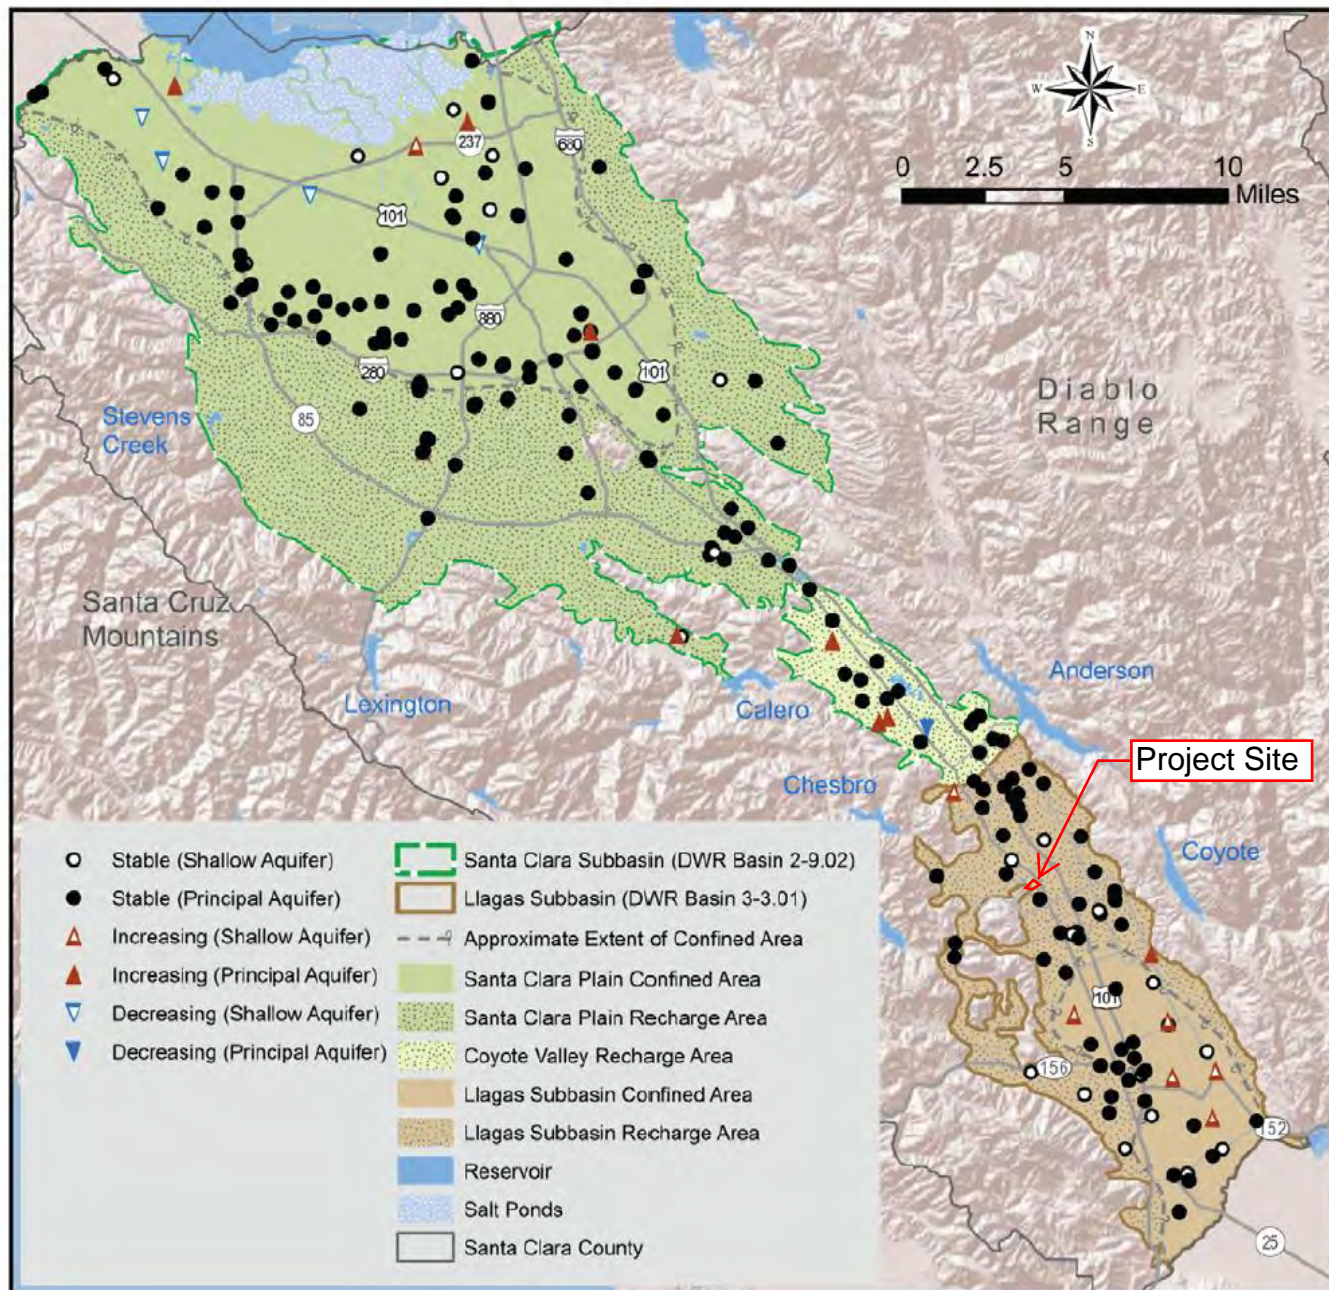 N
W
E
S
237
680
0
2.5
5
10
Miles
101
880
Diablo
Range
280
101
Stevens
Creek
85
Santa Cruz
Mountains
Lexington
Calero
Anderson
Project Site
Chesbro
Coyote
Stable (Shallow Aquifer)
Stable (Principal Aquifer)
Increasing (Shallow Aquifer)
Increasing (Principal Aquifer)
Decreasing (Shallow Aquifer)
Decreasing (Principal Aquifer)
Santa Clara Subbasin (DWR Basin 2-9.02)
Llagas Subbasin (DWR Basin 3-3.01)
Approximate Extent of Confined Area
Santa Clara Plain Confined Area
Santa Clara Plain Recharge Area
Coyote Valley Recharge Area
Llagas Subbasin Confined Area
Llagas Subbasin Recharge Area
Reservoir
Salt Ponds
Santa Clara County
101
156
152
25